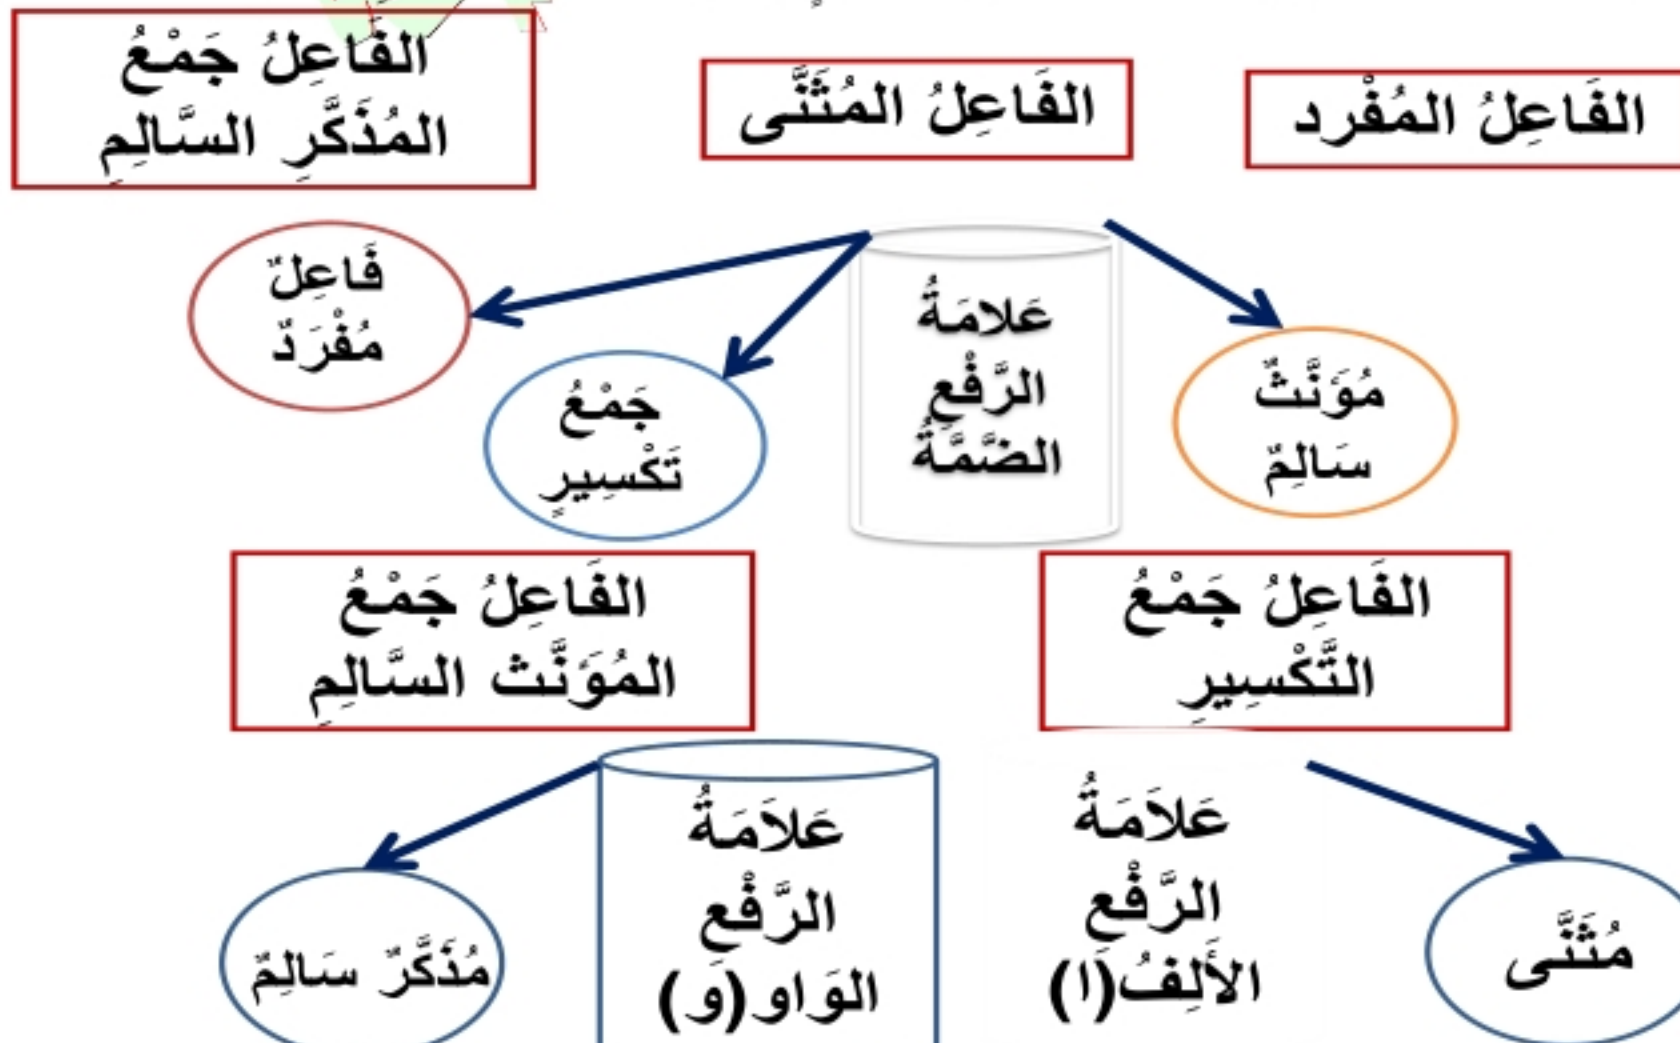 الفَاعِلُ المُفْرد
الفَاعِلُ المُثَنَّى
الفَاعِلُ جَمْعُ
المُذَكَّرِ السَّالِمِ
مُوَنَّثٌ
سَالِمٌ
عَلامَةُ
الرَّفْعِ
الضَّمَّةُ
جَمْعُ
تَكْسِيرٍ
فَاعِلٌ
مُفْرَدٌ
الفَاعِلُ جَمْعُ
التَّكْسِيرِ
الفَاعِلُ جَمْعُ
المُوَنَّث السَّالِمِ
مُثَنَّى
عَلاَمَةُ
الرَّفْعِ
الأَلِفُ(ا)
عَلاَمَةُ
الرَّفْعِ
الوَاو(و)
مُذَكَّرٌ سَالِمٌ